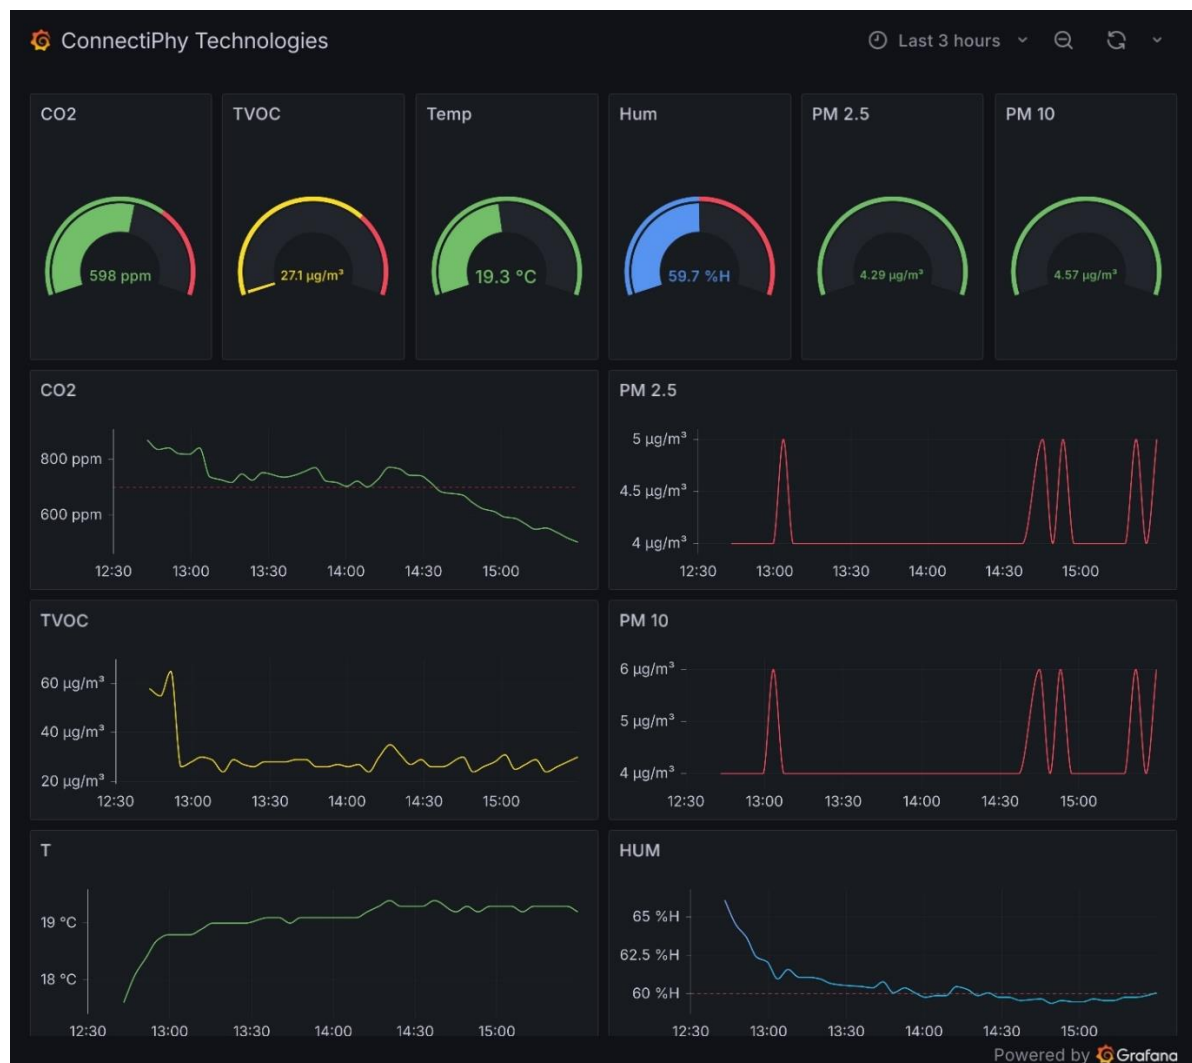 ConnectiPhy Technologies
Last 3 hours
CO2
TVOC
Temp
Hum
PM 2.5
PM 10
598 ppm
27.1 µg/m³
19.3 °C
59.7 %H
4.29 µg/m³
4.57 µg/m³
CO2
800 ppm
600 ppm
12:30 13:00 13:30 14:00 14:30 15:00
PM 2.5
5 µg/m³
4.5 µg/m³
4 µg/m³
12:30 13:00 13:30 14:00 14:30 15:00
TVOC
60 µg/m³
40 µg/m³
20 µg/m³
12:30 13:00 13:30 14:00 14:30 15:00
PM 10
6 µg/m³
5 µg/m³
4 µg/m³
12:30 13:00 13:30 14:00 14:30 15:00
T
19 °C
18 °C
12:30 13:00 13:30 14:00 14:30 15:00
HUM
65 %H
62.5 %H
60 %H
12:30 13:00 13:30 14:00 14:30 15:00
Powered by Grafana